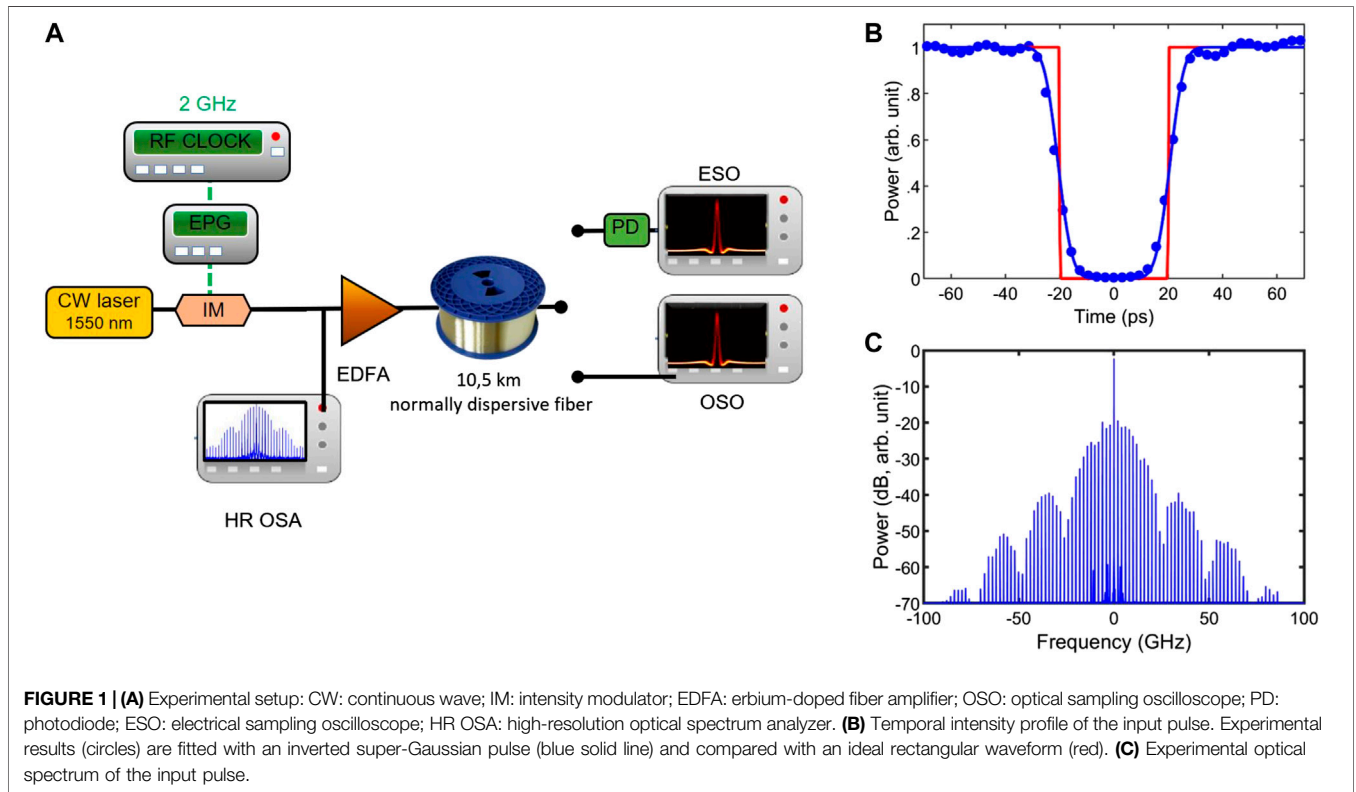 A
2 GHz
RF CLOCK
EPG
CW laser
1550 nm
IM
EDFA
10,5 km
normally dispersive fiber
HR OSA
ESO
PD
OSO
B
Power (arb. unit)
1
.8
.6
.4
.2
0
-60 -40 -20 0 20 40 60
Time (ps)
C
Power (dB, arb. unit)
0
-10
-20
-30
-40
-50
-60
-70
-100 -50 0 50 100
Frequency (GHz)
FIGURE 1 | (A) Experimental setup: CW: continuous wave; IM: intensity modulator; EDFA: erbium-doped fiber amplifier; OSO: optical sampling oscilloscope; PD:
photodiode; ESO: electrical sampling oscilloscope; HR OSA: high-resolution optical spectrum analyzer. (B) Temporal intensity profile of the input pulse. Experimental
results (circles) are fitted with an inverted super-Gaussian pulse (blue solid line) and compared with an ideal rectangular waveform (red). (C) Experimental optical
spectrum of the input pulse.